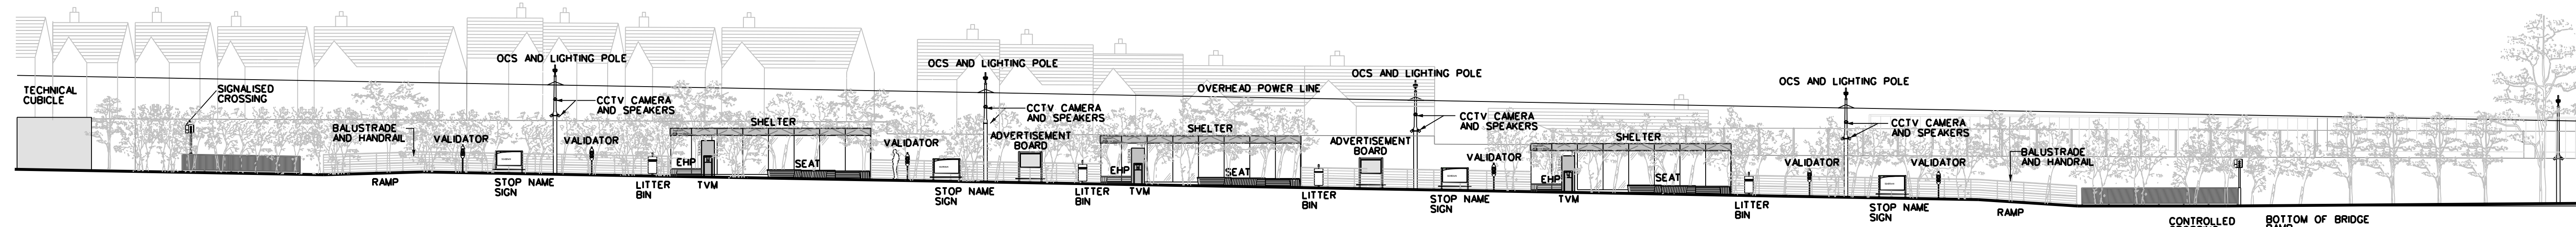 TECHNICAL
CUBICLE
SIGNALISED
CROSSING
BALUSTRADE
AND HANDRAIL
RAMP
VALIDATOR
STOP NAME
SIGN
OCS AND LIGHTING POLE
CCTV CAMERA
AND SPEAKERS
VALIDATOR
LITTER
BIN
EHP
TVM
SHELTER
SEAT
VALIDATOR
STOP NAME
SIGN
OCS AND LIGHTING POLE
CCTV CAMERA
AND SPEAKERS
ADVERTISEMENT
BOARD
LITTER
BIN
EHP
TVM
SHELTER
SEAT
OVERHEAD POWER LINE
LITTER
BIN
ADVERTISEMENT
BOARD
OCS AND LIGHTING POLE
CCTV CAMERA
AND SPEAKERS
STOP NAME
SIGN
VALIDATOR
EHP
TVM
SHELTER
SEAT
LITTER
BIN
VALIDATOR
OCS AND LIGHTING POLE
CCTV CAMERA
AND SPEAKERS
STOP NAME
SIGN
VALIDATOR
RAMP
BALUSTRADE
AND HANDRAIL
CONTROLLED
BOTTOM OF BRIDGE